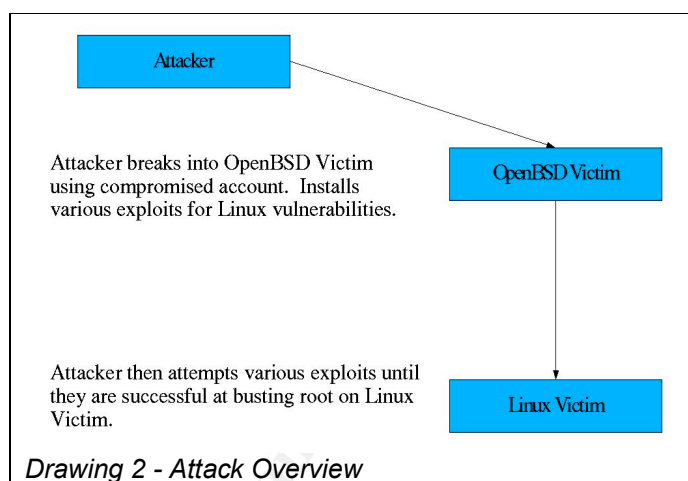 Attacker
Attacker breaks into OpenBSD Victim
using compromised account.  Installs
various exploits for Linux vulnerabilities.
OpenBSD Victim
Attacker then attempts various exploits until
they are successful at busting root on Linux
Victim.
Linux Victim
Drawing 2 - Attack Overview